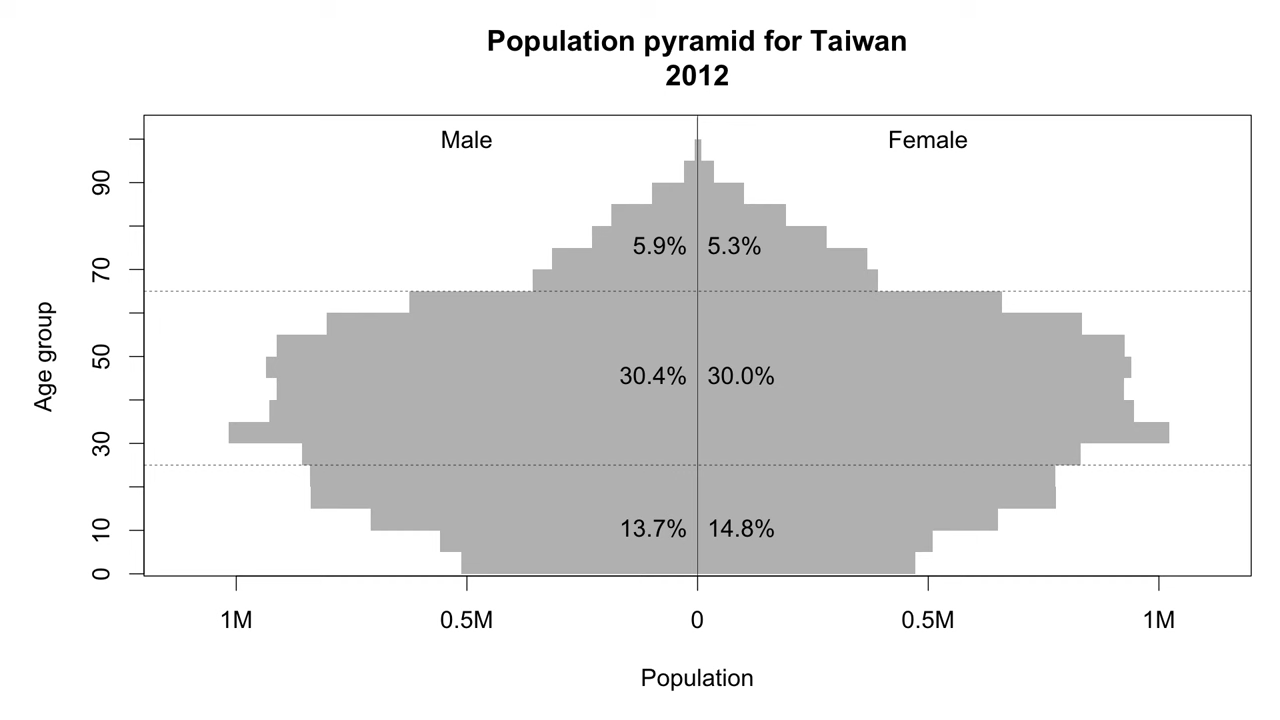 Population pyramid for Taiwan
2012
Male
Female
90
70
50
30
10
0
Age group
5.9%
5.3%
30.4%
30.0%
13.7%
14.8%
1M
0.5M
0
0.5M
1M
Population